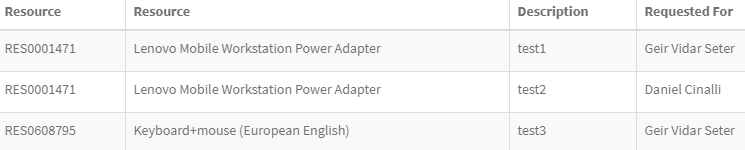 Resource Resource Description Requested For
RES0001471 Lenovo Mobile Workstation Power Adapter test1 Geir Vidar Seter
RES0001471 Lenovo Mobile Workstation Power Adapter test2 Daniel Cinalli
RES0608795 Keyboard+mouse (European English) test3 Geir Vidar Seter